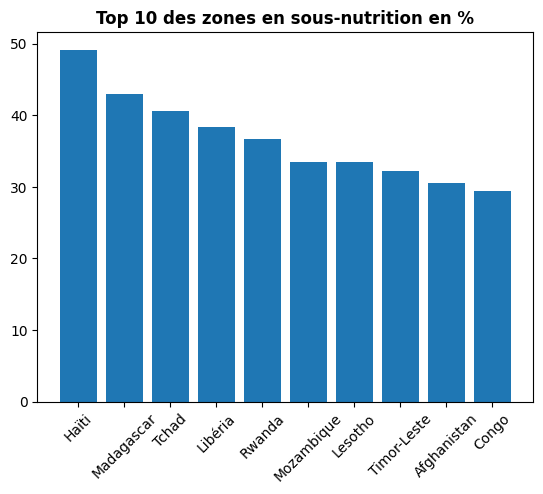 Top 10 des zones en sous-nutrition en %
50
40
30
20
10
0
Haïti
Madagascar
Tchad
Libéria
Rwanda
Mozambique
Lesotho
Timor-Leste
Afghanistan
Congo